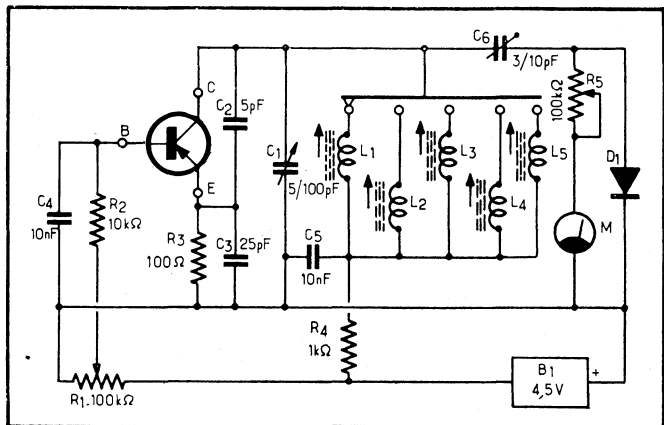 C6
3/10pF
C
C2 5pF
R5
100kΩ
B
C1
5/100pF
L1
L3
L5
D1
E
C4
10nF
R2
10kΩ
L2
L4
M
R3
100Ω
C3 25pF
C5
10nF
R4
1kΩ
B1
4,5V
+
R1-100kΩ